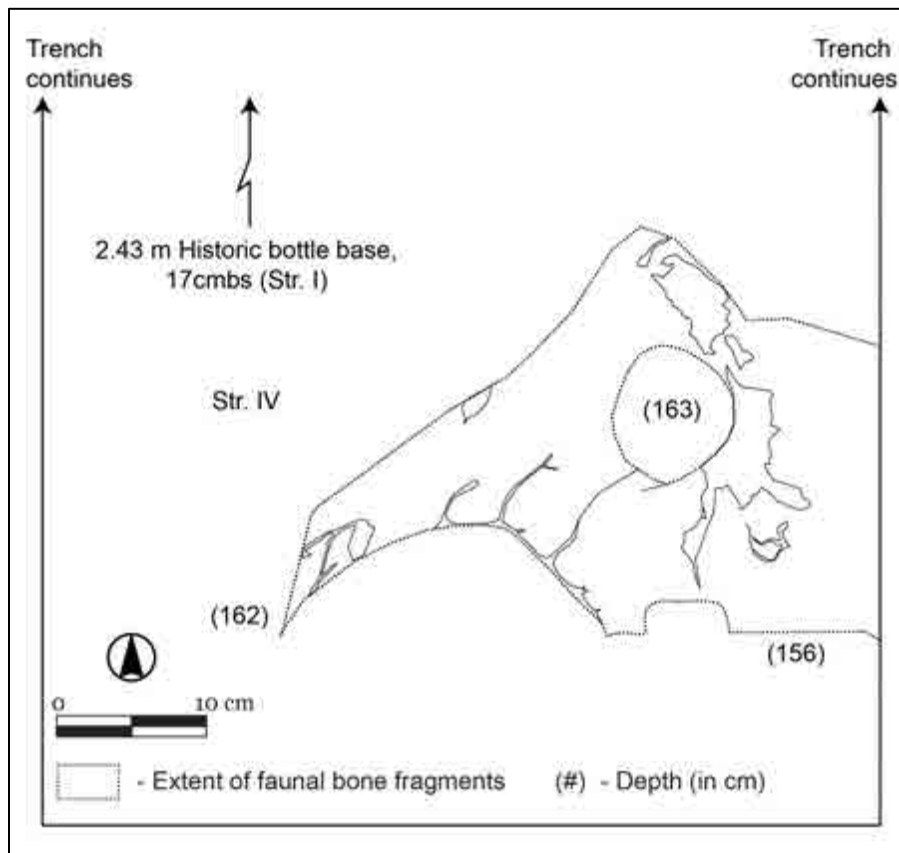 Trench
continues
Trench
continues
2.43 m Historic bottle base,
17cmbs (Str. I)
Str. IV
(163)
(162)
(156)
0 10 cm
- Extent of faunal bone fragments (#) - Depth (in cm)